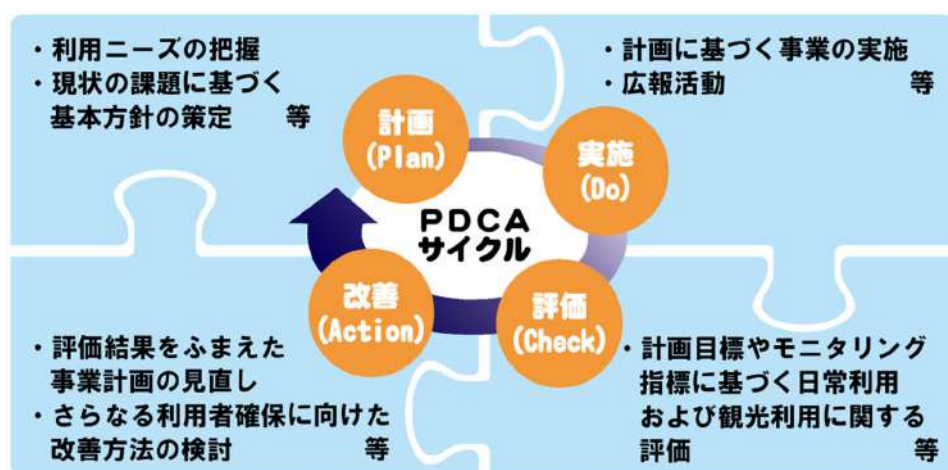 ・利用ニーズの把握
・現状の課題に基づく
基本方針の策定　等
・計画に基づく事業の実施
・広報活動　等
計画
(Plan)
実施
(Do)
PDCA
サイクル
改善
(Action)
評価
(Check)
・評価結果をふまえた
事業計画の見直し
・さらなる利用者確保に向けた
改善方法の検討　等
・計画目標やモニタリング
指標に基づく日常利用
および観光利用に関する
評価　等